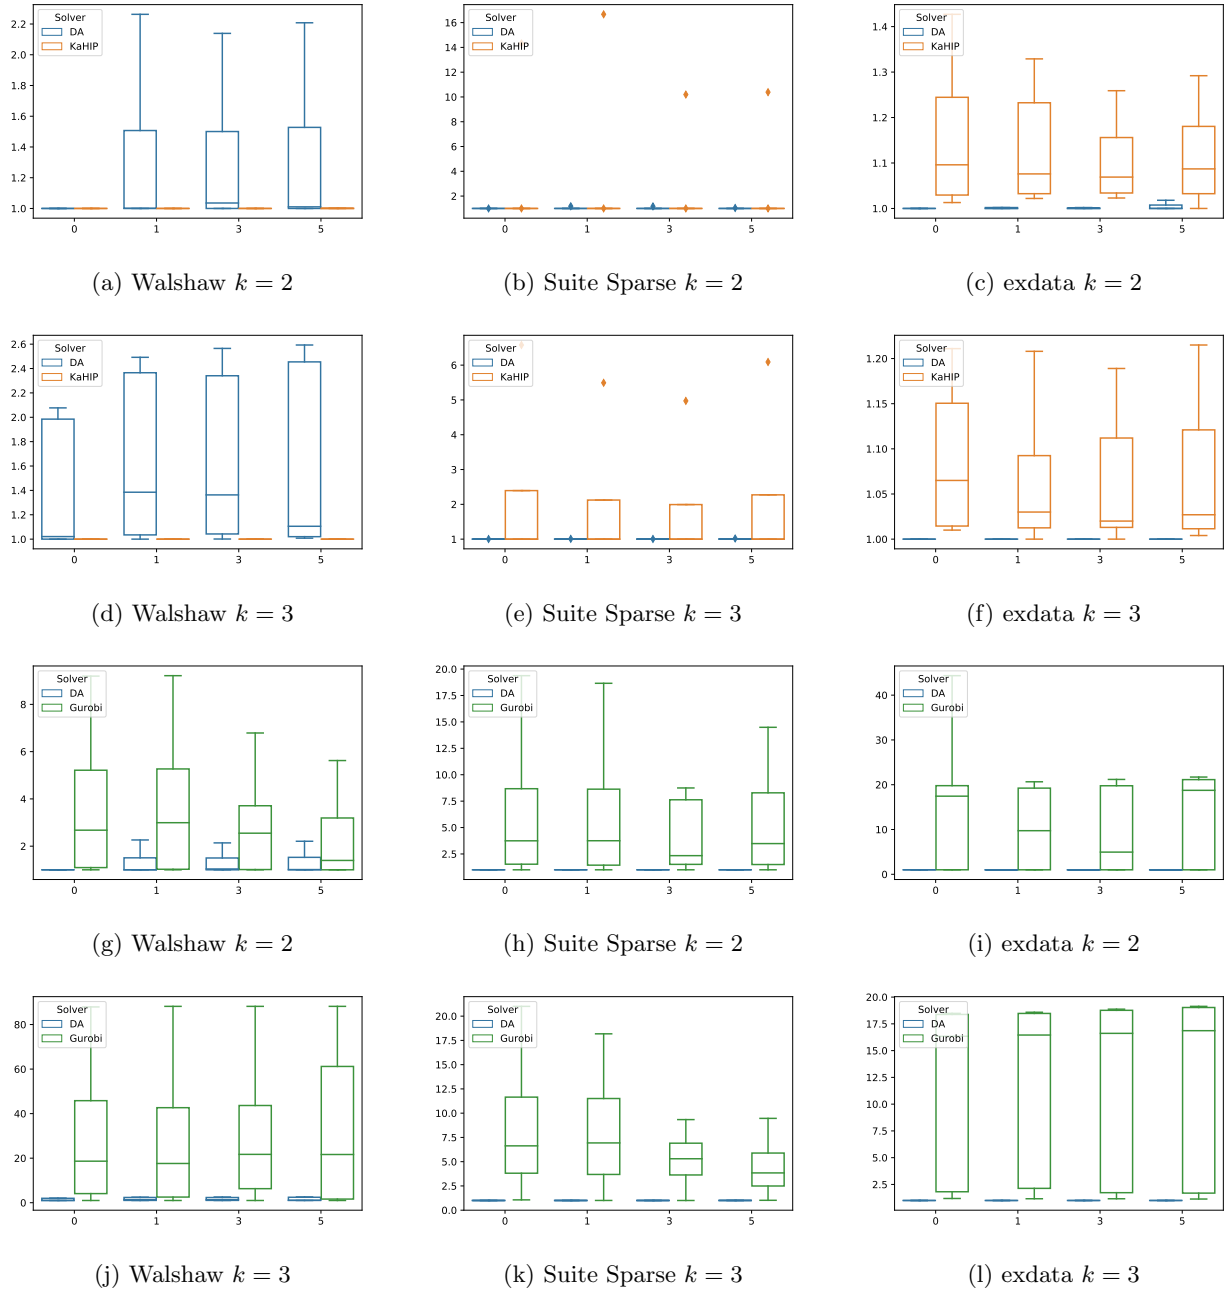 Solver
DA
KaHIP
2.2
2.0
1.8
1.6
1.4
1.2
1.0
0 1 3 5
(a) Walshaw k = 2
Solver
DA
KaHIP
16
14
12
10
8
6
4
2
0 1 3 5
(b) Suite Sparse k = 2
Solver
DA
KaHIP
1.4
1.3
1.2
1.1
1.0
0 1 3 5
(c) exdata k = 2
Solver
DA
KaHIP
2.6
2.4
2.2
2.0
1.8
1.6
1.4
1.2
1.0
0 1 3 5
(d) Walshaw k = 3
Solver
DA
KaHIP
6
5
4
3
2
1
0 1 3 5
(e) Suite Sparse k = 3
Solver
DA
KaHIP
1.20
1.15
1.10
1.05
1.00
0 1 3 5
(f) exdata k = 3
Solver
DA
Gurobi
8
6
4
2
0 1 3 5
(g) Walshaw k = 2
Solver
DA
Gurobi
20.0
17.5
15.0
12.5
10.0
7.5
5.0
2.5
0 1 3 5
(h) Suite Sparse k = 2
Solver
DA
Gurobi
40
30
20
10
0
0 1 3 5
(i) exdata k = 2
Solver
DA
Gurobi
80
60
40
20
0
0 1 3 5
(j) Walshaw k = 3
Solver
DA
Gurobi
20.0
17.5
15.0
12.5
10.0
7.5
5.0
2.5
0.0
0 1 3 5
(k) Suite Sparse k = 3
Solver
DA
Gurobi
20.0
17.5
15.0
12.5
10.0
7.5
5.0
2.5
0 1 3 5
(l) exdata k = 3